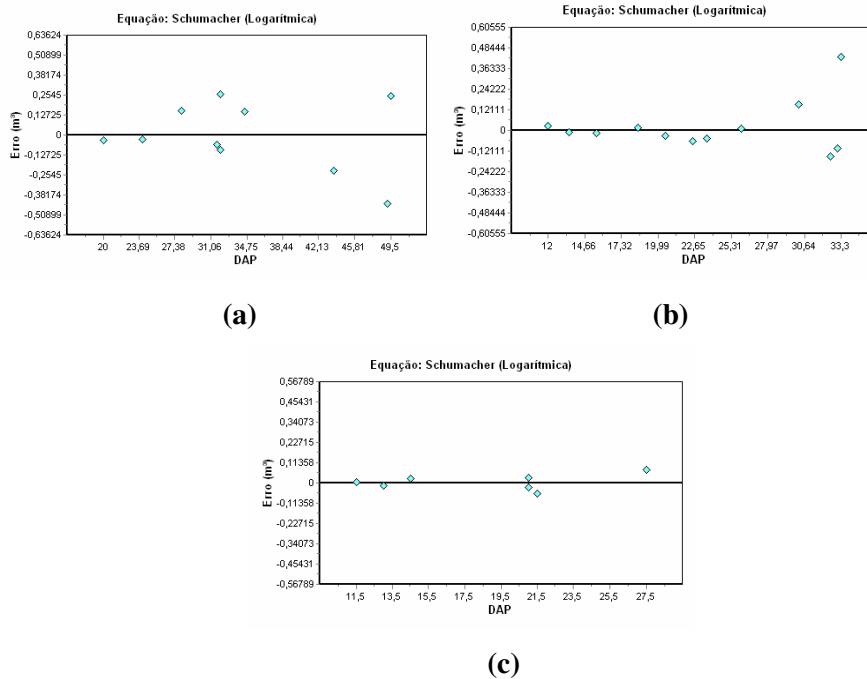 Equação: Schumacher (Logarítmica)
0,63624
0,50899
0,38174
0,2545
0,12725
0
-0,12725
-0,2545
-0,38174
-0,50899
-0,63624
Erro (m³)
20 23,69 27,38 31,06 34,75 38,44 42,13 45,81 49,5
DAP
(a)
Equação: Schumacher (Logarítmica)
0,60555
0,48444
0,36333
0,24222
0,12111
0
-0,12111
-0,24222
-0,36333
-0,48444
-0,60555
Erro (m³)
12 14,66 17,32 19,99 22,65 25,31 27,97 30,64 33,3
DAP
(b)
Equação: Schumacher (Logarítmica)
0,56789
0,45431
0,34073
0,22715
0,11358
0
-0,11358
-0,22715
-0,34073
-0,45431
-0,56789
Erro (m³)
11,5 13,5 15,5 17,5 19,5 21,5 23,5 25,5 27,5
DAP
(c)